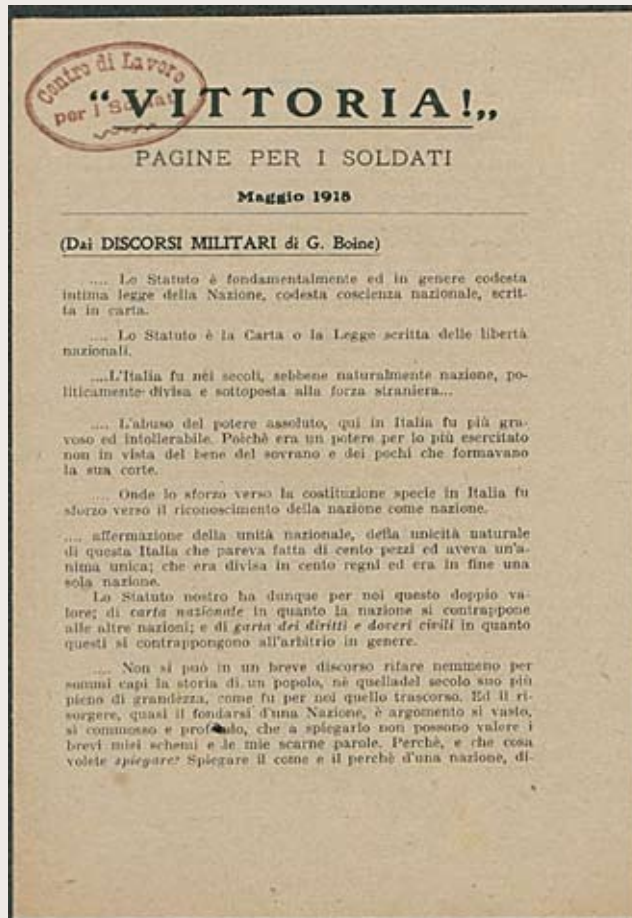 Centro di Lavoro
per i Soldati
“VITTORIA!„
PAGINE PER I SOLDATI
Maggio 1918
(Dai DISCORSI MILITARI di G. Boine)
.... Lo Statuto è fondamentalmente ed in genere codesta
intima legge della Nazione, codesta coscienza nazionale, scrit-
ta in carta.
.... Lo Statuto è la Carta o la Legge scritta delle libertà
nazionali.
....L'Italia fu nei secoli, sebbene naturalmente nazione, po-
liticamente divisa e sottoposta alla forza straniera...
.... L'abuso del potere assoluto, qui in Italia fu più gra-
voso ed intollerabile. Poichè era un potere per lo più esercitato
non in vista del bene del sovrano e dei pochi che formavano
la sua corte.
.... Onde lo sforzo verso la costituzione specie in Italia fu
sforzo verso il riconoscimento della nazione come nazione.
.... affermazione della unità nazionale, della unicità naturale
di questa Italia che pareva fatta di cento pezzi ed aveva un'a-
nima unica; che era divisa in cento regni ed era in fine una
sola nazione.
Lo Statuto nostro ha dunque per noi questo doppio va-
lore; di carta nazionale in quanto la nazione si contrappone
alle altre nazioni; e di carta dei diritti e doveri civili in quanto
questi si contrappongono all'arbitrio in genere.
.... Non si può in un breve discorso rifare nemmeno per
sommi capi la storia di un popolo, nè quelladel secolo suo più
pieno di grandezza, come fu per noi quello trascorso. Ed il ri-
sorgere, quasi il fondarsi d'una Nazione, è argomento sì vasto,
sì commosso e profondo, che a spiegarlo non possono valere i
brevi miei schemi e le mie scarne parole. Perchè, e che cosa
volete spiegare? Spiegare il come e il perchè d'una nazione, di-